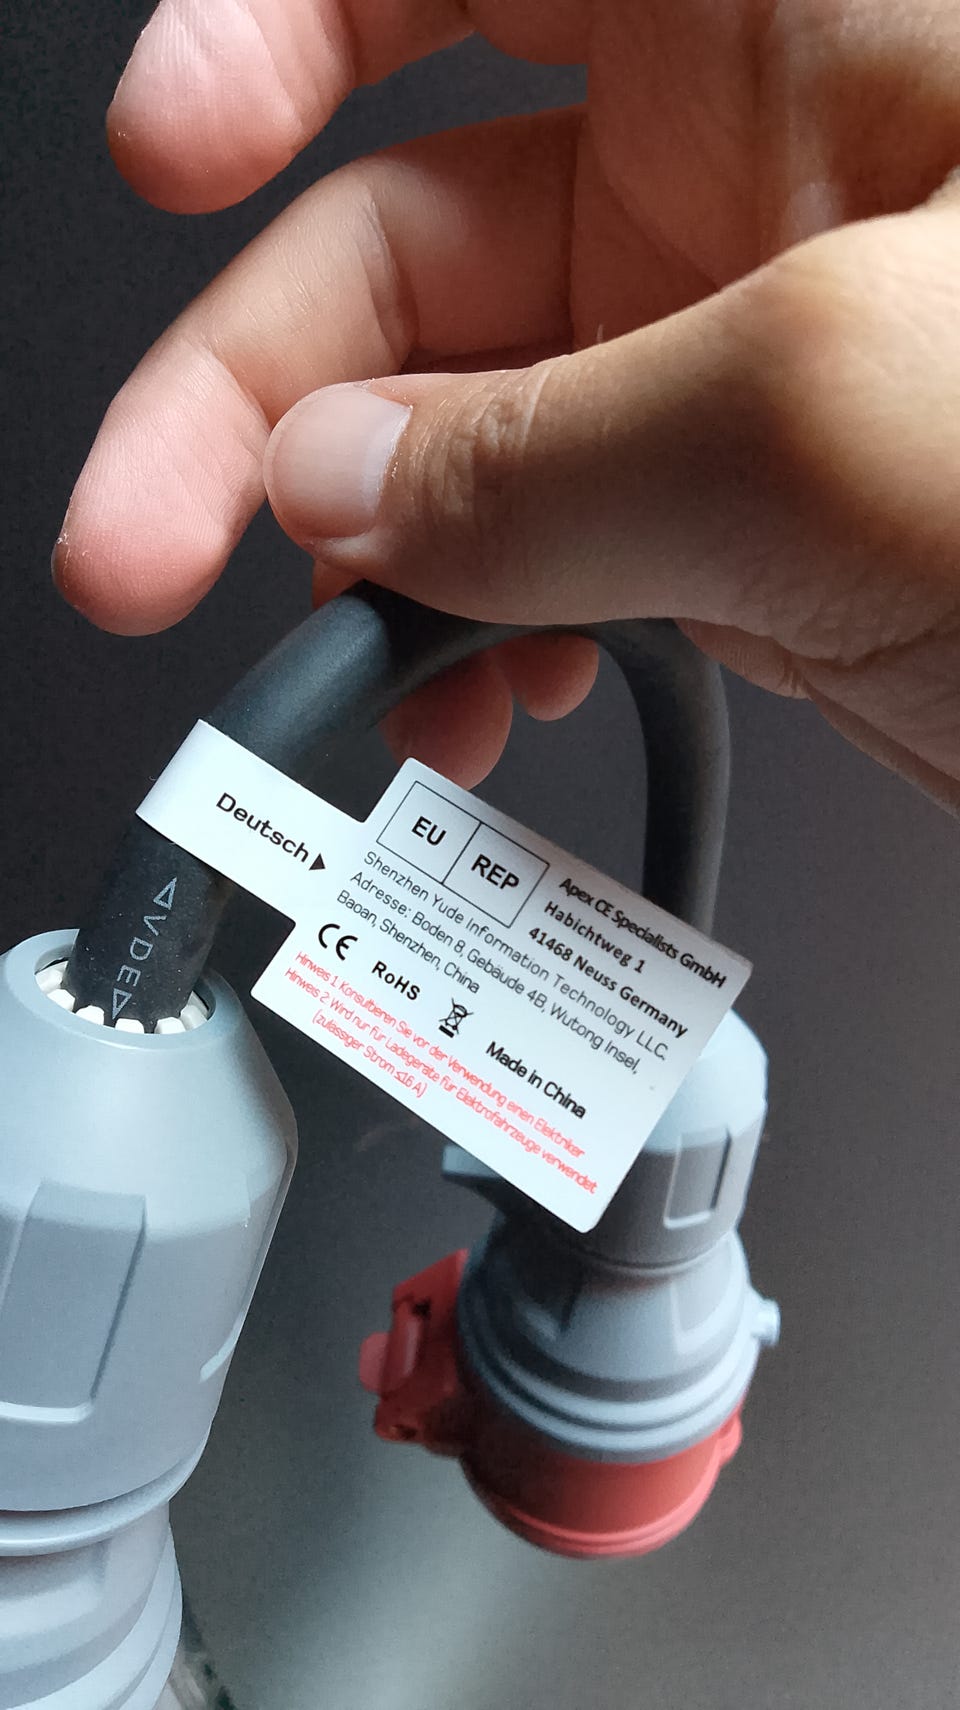 Deutsch
EU REP
Apex CE Specialists GmbH
Habichtweg 1
41468 Neuss Germany
Shenzhen Yude Information Technology LLC.
Adresse: Boden 8, Gebäude 4B, Wutong Insel,
Baoan, Shenzhen, China
CE RoHS Made in China
Hinweis 1: Konsultieren Sie vor der Verwendung einen Elektriker
Hinweis 2: Wird nur für Ladegeräte für Elektrofahrzeuge verwendet
(zulässiger Strom ≤16 A)
◁VDE▷